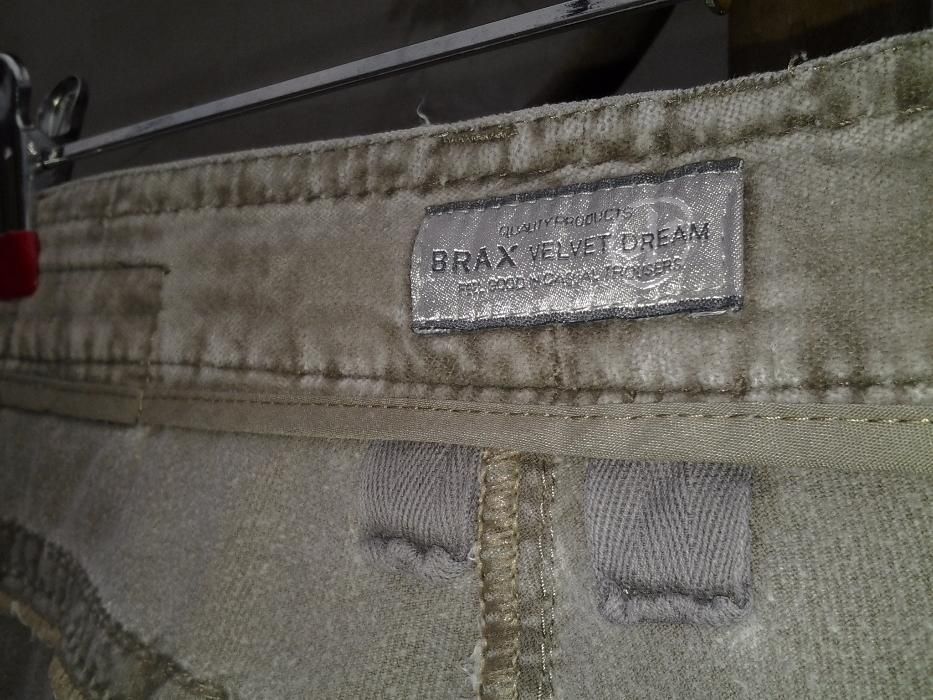 QUALITY PRODUCTS
BRAX VELVET DREAM
FEEL GOOD IN CASUAL TROUSERS